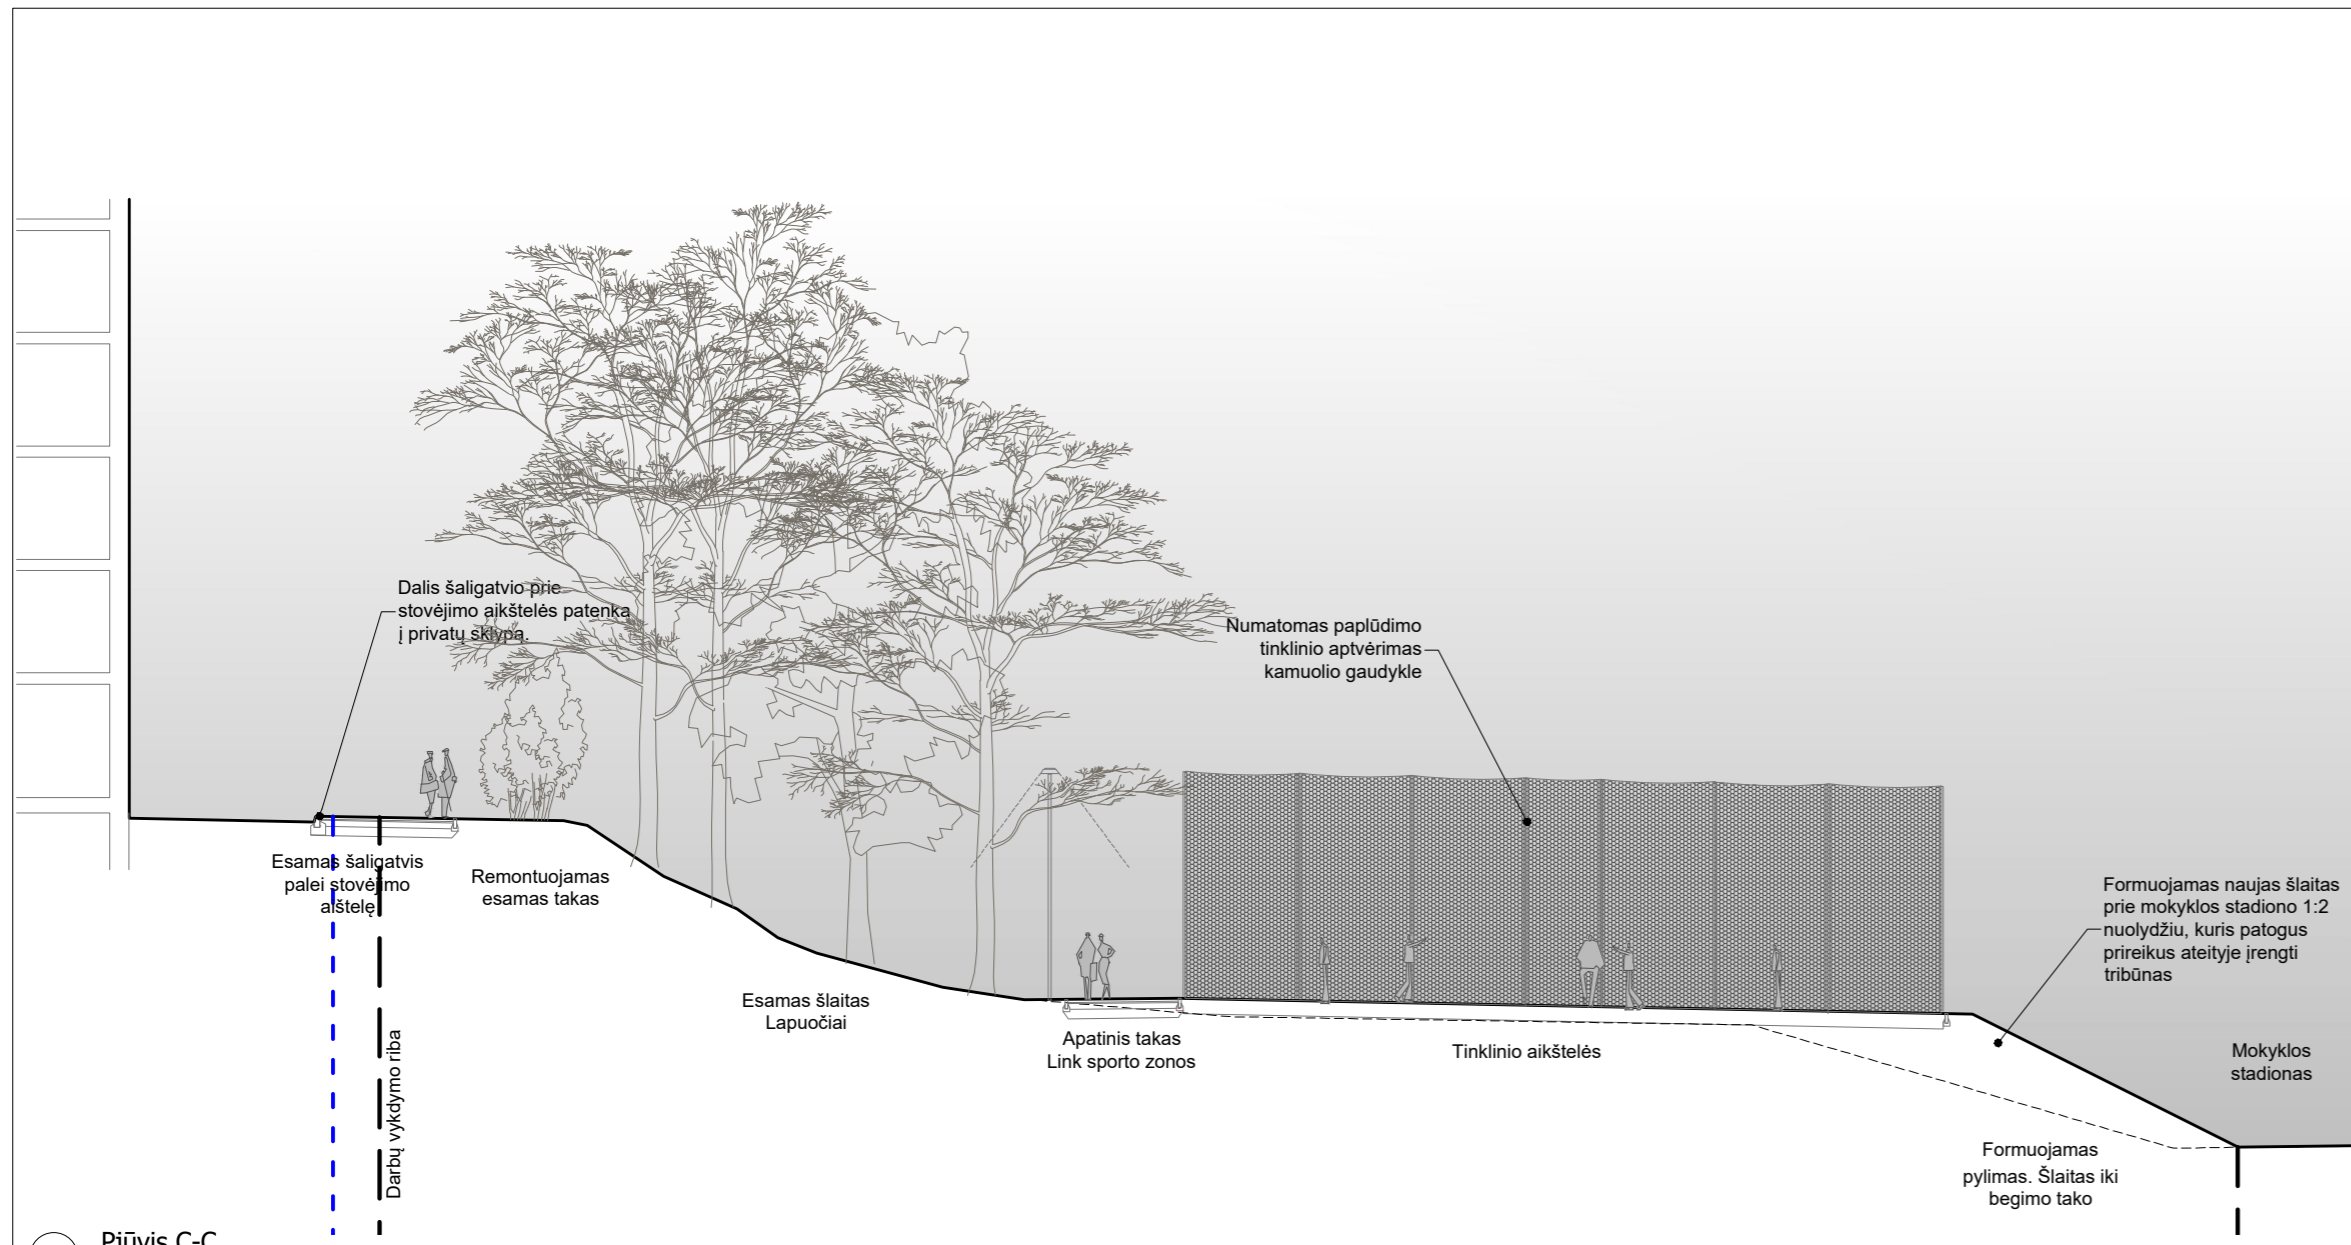 Dalis šaligatvio prie
stovėjimo aikštelės patenka
į privatų sklypą.
Numatomas paplūdimo
tinklinio aptvėrimas
kamuolio gaudykle
Esamas šaligatvis
palei stovėjimo
aištelę
Remontuojamas
esamas takas
Formuojamas naujas šlaitas
prie mokyklos stadiono 1:2
nuolydžiu, kuris patogus
prireikus ateityje įrengti
tribūnas
Esamas šlaitas
Lapuočiai
Apatinis takas
Link sporto zonos
Tinklinio aikštelės
Mokyklos
stadionas
Darbų vykdymo riba
Formuojamas
pylimas. Šlaitas iki
begimo tako
Pjūvis C-C